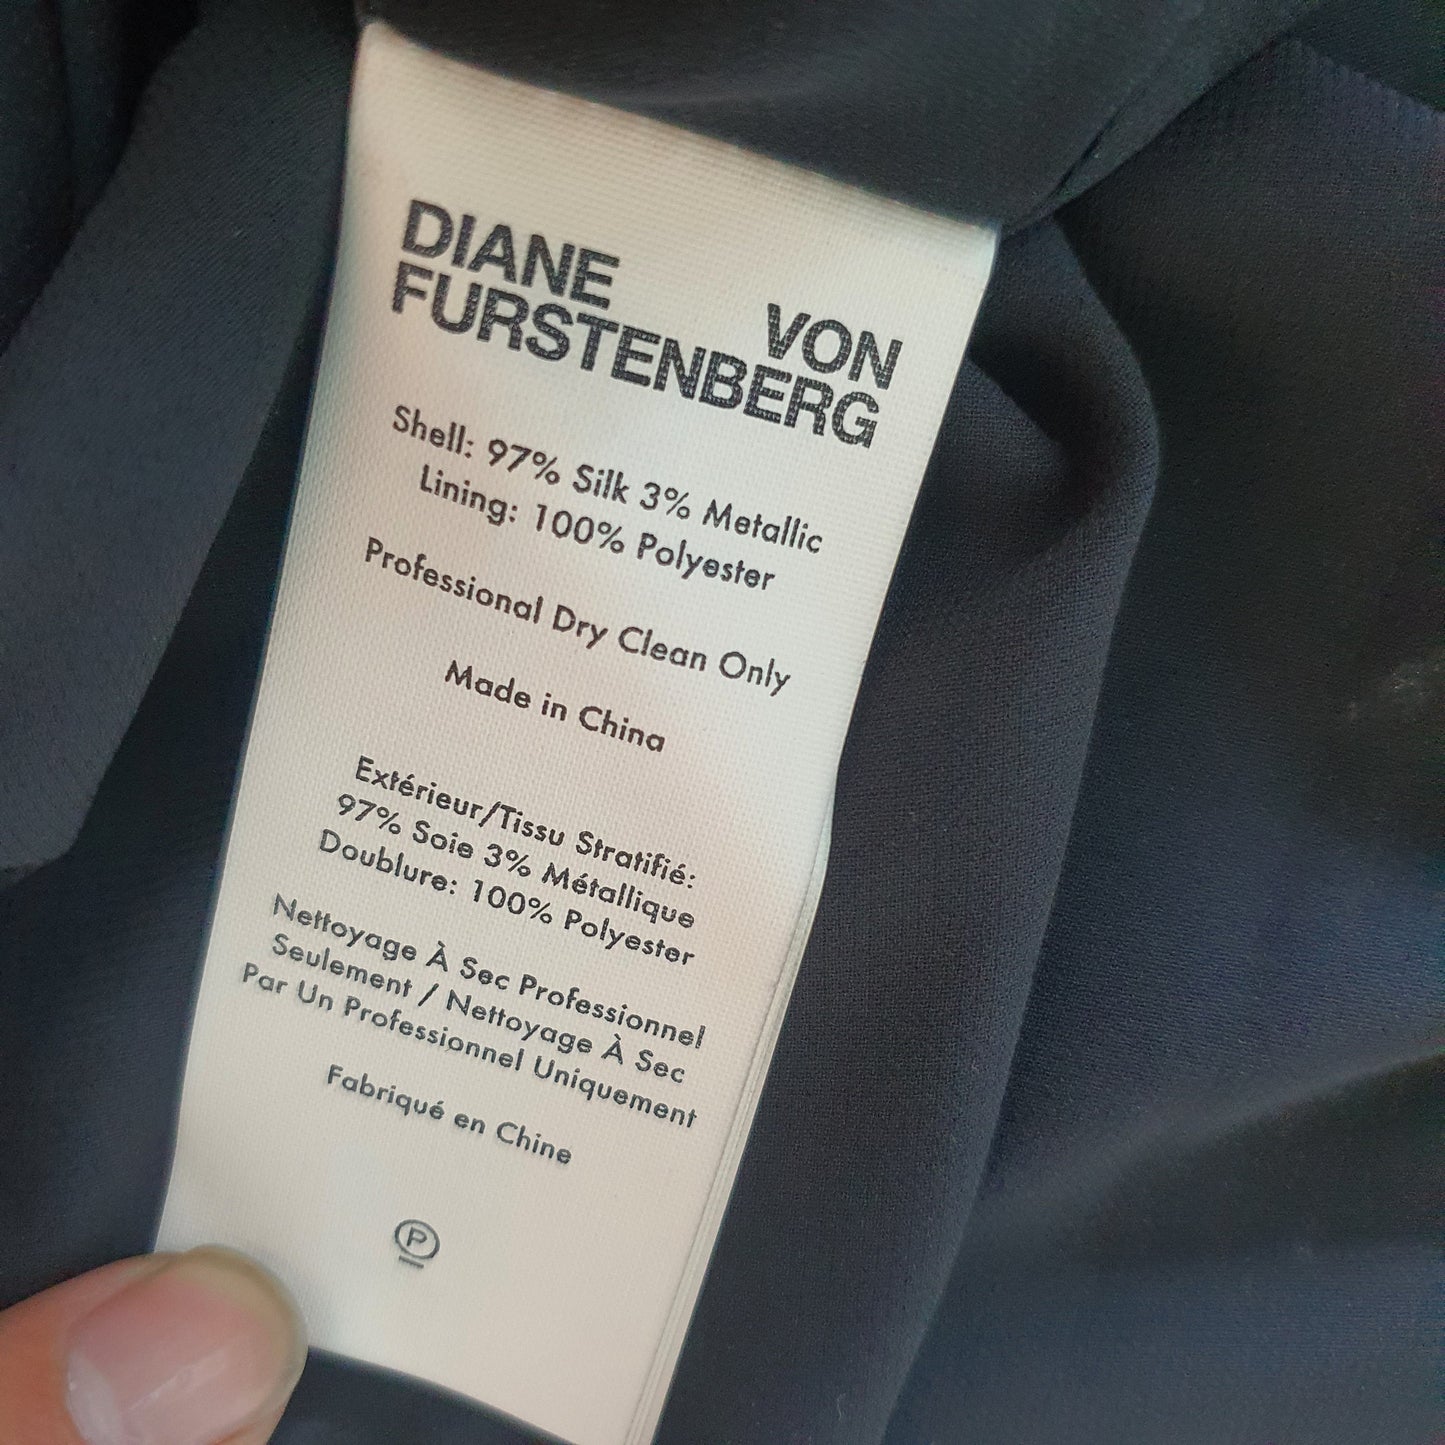 DIANE VON
FURSTENBERG
Shell: 97% Silk 3% Metallic
Lining: 100% Polyester
Professional Dry Clean Only
Made in China
Extérieur/Tissu Stratifié:
97% Soie 3% Métallique
Doublure: 100% Polyester
Nettoyage À Sec Professionnel
Seulement / Nettoyage À Sec
Par Un Professionnel Uniquement
Fabriqué en Chine
P